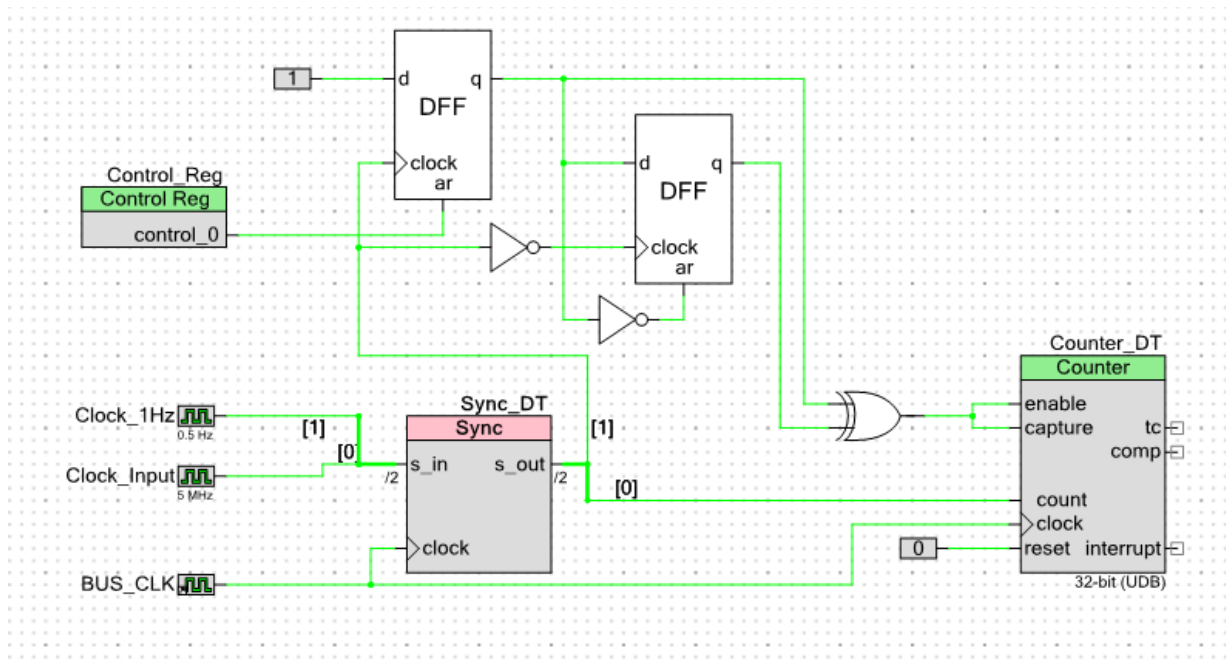 1
d
q
DFF
clock
ar
d
q
DFF
clock
ar
Control_Reg
Control Reg
control_0
Clock_1Hz
0.5 Hz
[1]
[0]
Clock_Input
5 MHz
BUS_CLK
Sync_DT
Sync
s_in
s_out
/2
/2
clock
[1]
[0]
0
Counter_DT
Counter
enable
capture
tc
comp
count
clock
reset
interrupt
32-bit (UDB)